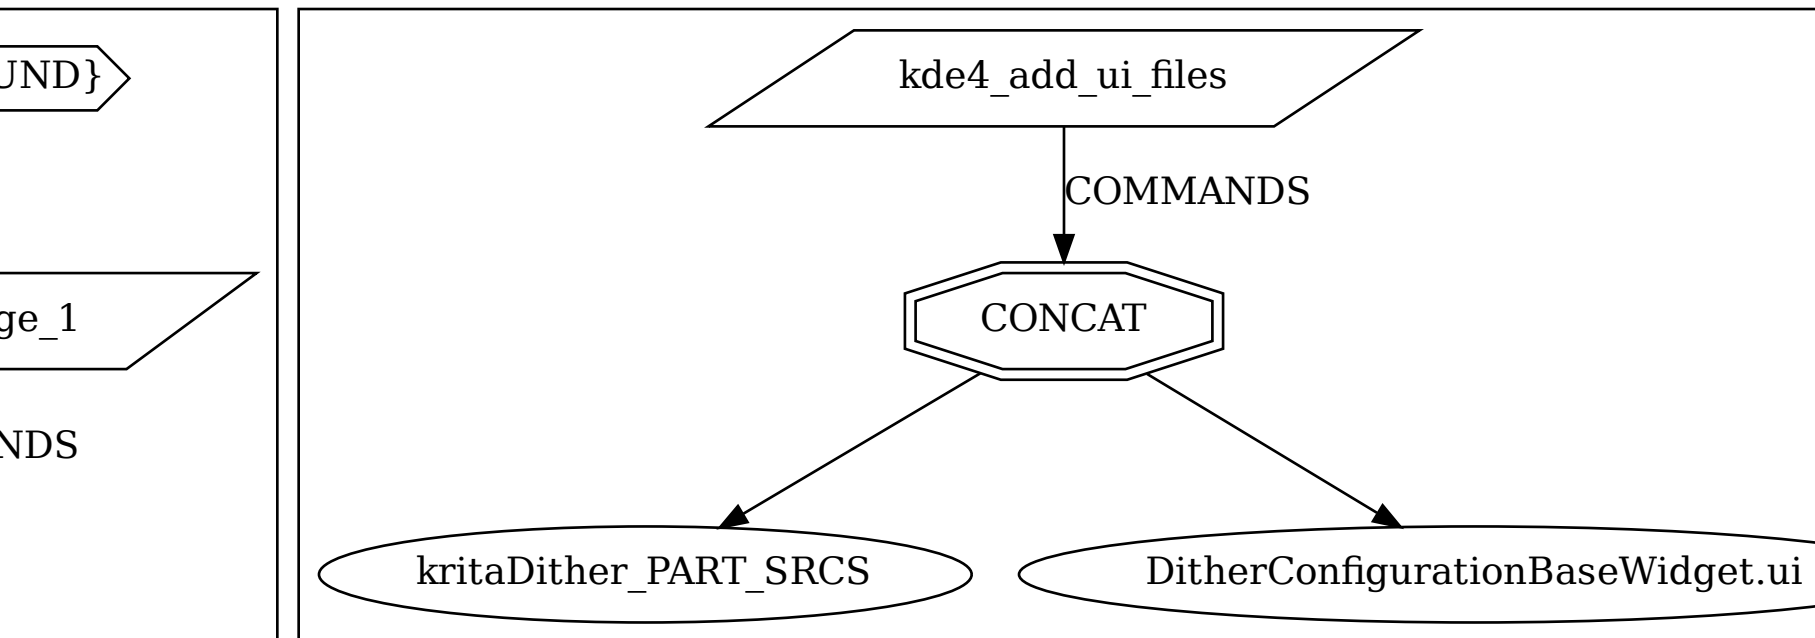 UND}
kde4_add_ui_files
COMMANDS
ge_1
CONCAT
NDS
kritaDither_PART_SRCS
DitherConfigurationBaseWidget.ui